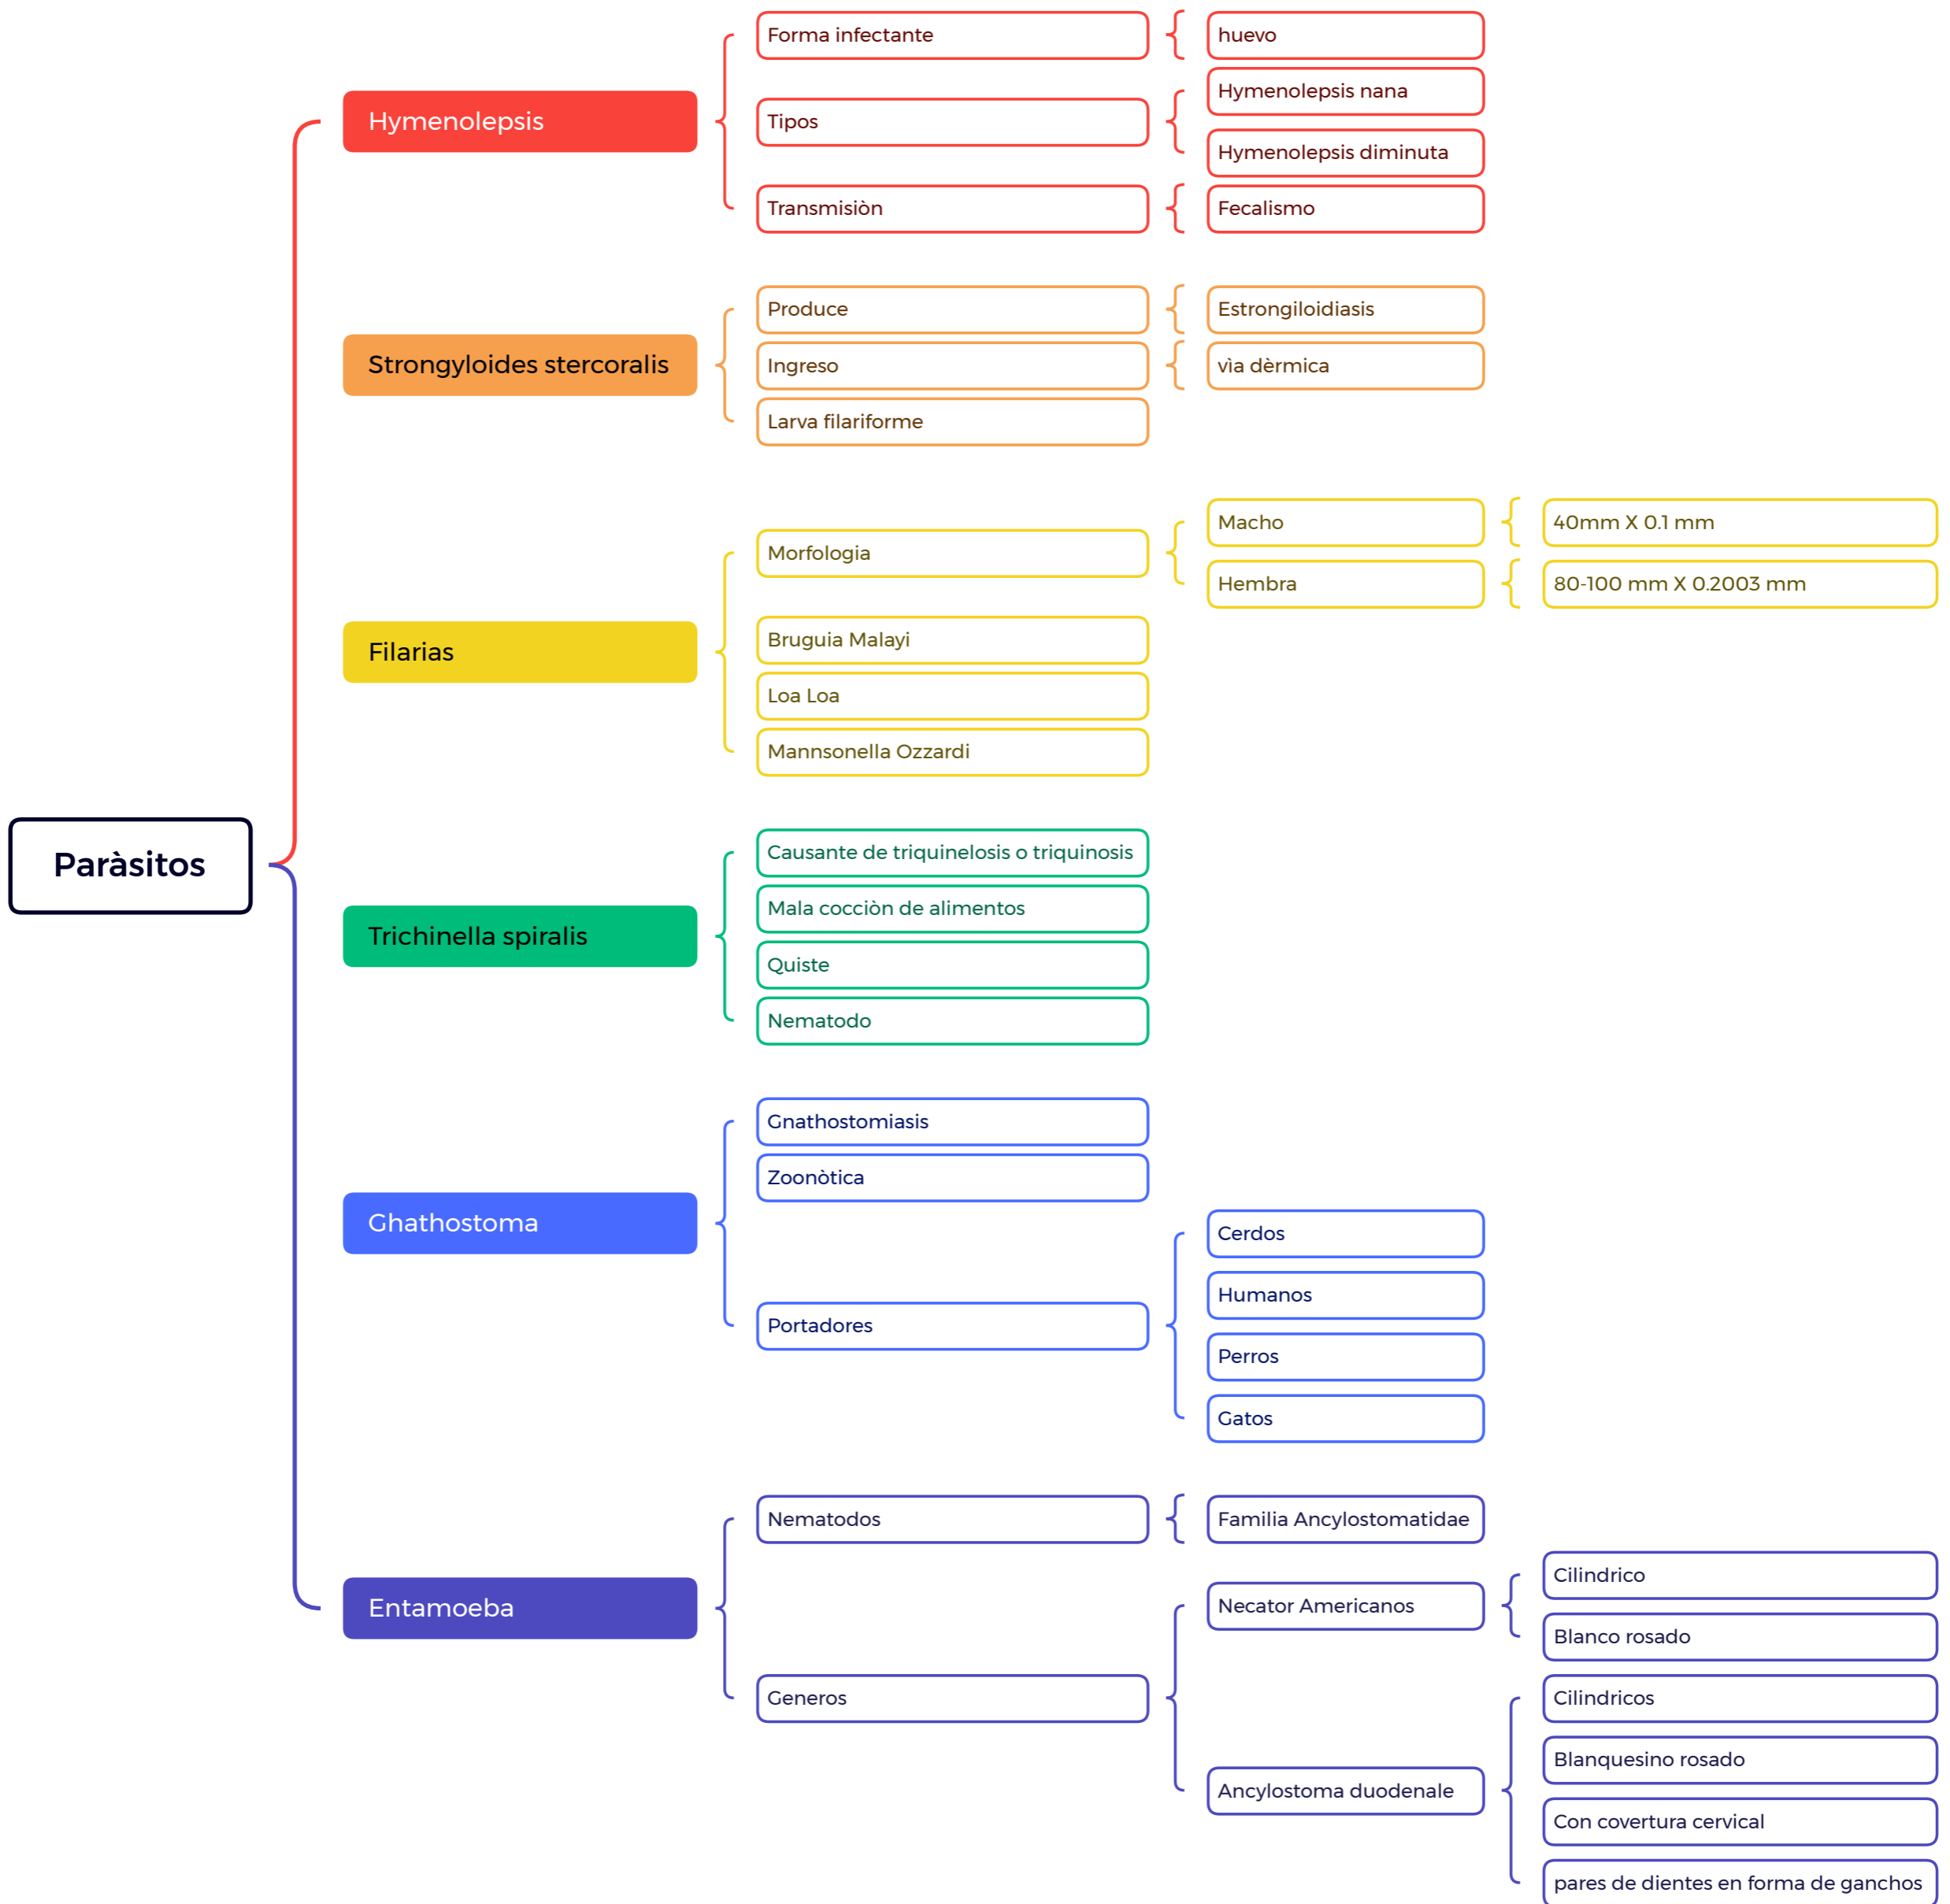 Paràsitos
Hymenolepsis
Forma infectante
huevo
Tipos
Hymenolepsis nana
Hymenolepsis diminuta
Transmisiòn
Fecalismo
Strongyloides stercoralis
Produce
Estrongiloidiasis
Ingreso
vìa dèrmica
Larva filariforme
Filarias
Morfologia
Macho
40mm X 0.1 mm
Hembra
80-100 mm X 0.2003 mm
Bruguia Malayi
Loa Loa
Mannsonella Ozzardi
Trichinella spiralis
Causante de triquinelosis o triquinosis
Mala cocciòn de alimentos
Quiste
Nematodo
Ghathostoma
Gnathostomiasis
Zoonòtica
Portadores
Cerdos
Humanos
Perros
Gatos
Entamoeba
Nematodos
Familia Ancylostomatidae
Generos
Necator Americanos
Cilindrico
Blanco rosado
Ancylostoma duodenale
Cilindricos
Blanquesino rosado
Con covertura cervical
pares de dientes en forma de ganchos